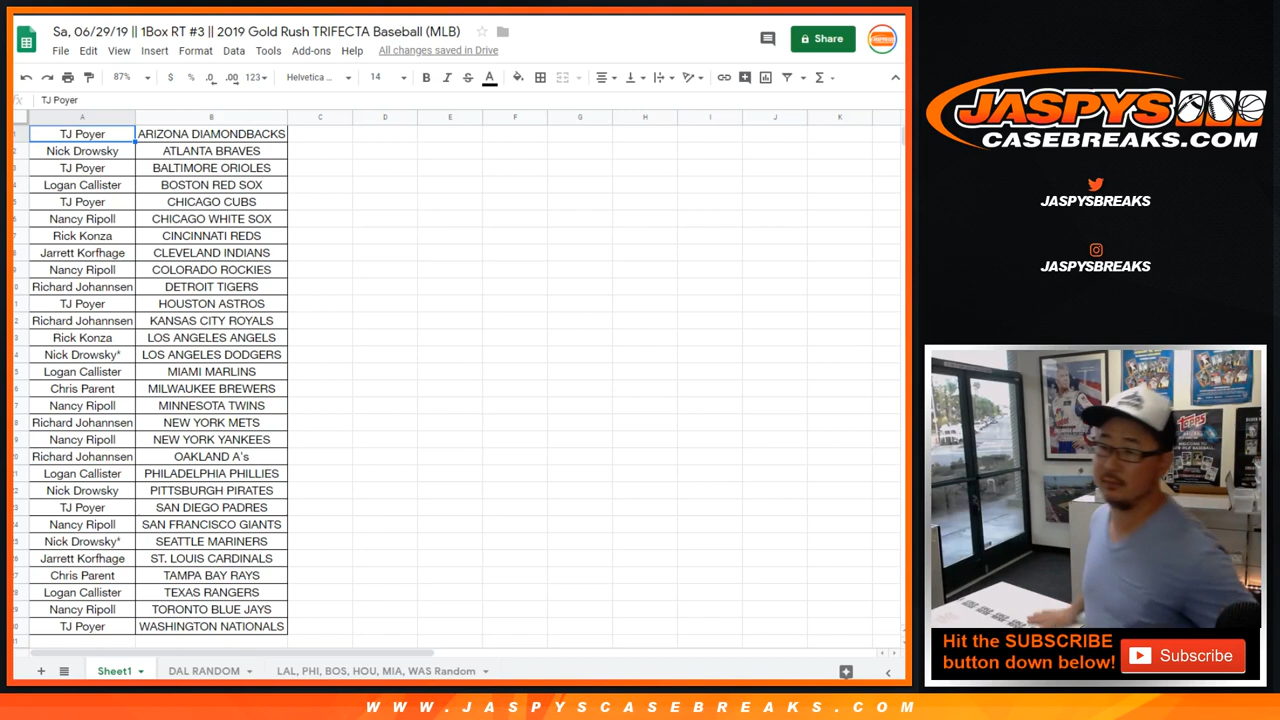 Sa, 06/29/19 || 1Box RT #3 || 2019 Gold Rush TRIFECTA Baseball (MLB)
File Edit View Insert Format Data Tools Add-ons Help All changes saved in Drive
Share
87% $ % .0 .00 123 Helvetica ... 14 B I S A Σ
fx TJ Poyer
A B C D E F G H I J K
TJ Poyer ARIZONA DIAMONDBACKS
Nick Drowsky ATLANTA BRAVES
TJ Poyer BALTIMORE ORIOLES
Logan Callister BOSTON RED SOX
TJ Poyer CHICAGO CUBS
Nancy Ripoll CHICAGO WHITE SOX
Rick Konza CINCINNATI REDS
Jarrett Korfhage CLEVELAND INDIANS
Nancy Ripoll COLORADO ROCKIES
Richard Johannsen DETROIT TIGERS
TJ Poyer HOUSTON ASTROS
Richard Johannsen KANSAS CITY ROYALS
Rick Konza LOS ANGELES ANGELS
Nick Drowsky* LOS ANGELES DODGERS
Logan Callister MIAMI MARLINS
Chris Parent MILWAUKEE BREWERS
Nancy Ripoll MINNESOTA TWINS
Richard Johannsen NEW YORK METS
Nancy Ripoll NEW YORK YANKEES
Richard Johannsen OAKLAND A's
Logan Callister PHILADELPHIA PHILLIES
Nick Drowsky PITTSBURGH PIRATES
TJ Poyer SAN DIEGO PADRES
Nancy Ripoll SAN FRANCISCO GIANTS
Nick Drowsky* SEATTLE MARINERS
Jarrett Korfhage ST. LOUIS CARDINALS
Chris Parent TAMPA BAY RAYS
Logan Callister TEXAS RANGERS
Nancy Ripoll TORONTO BLUE JAYS
TJ Poyer WASHINGTON NATIONALS
Sheet1 DAL RANDOM LAL, PHI, BOS, HOU, MIA, WAS Random
JASPYS
CASEBREAKS.COM
JASPYSBREAKS
JASPYSBREAKS
TOPPS
Hit the SUBSCRIBE
button down below!
Subscribe
WWW.JASPYSCASEBREAKS.COM